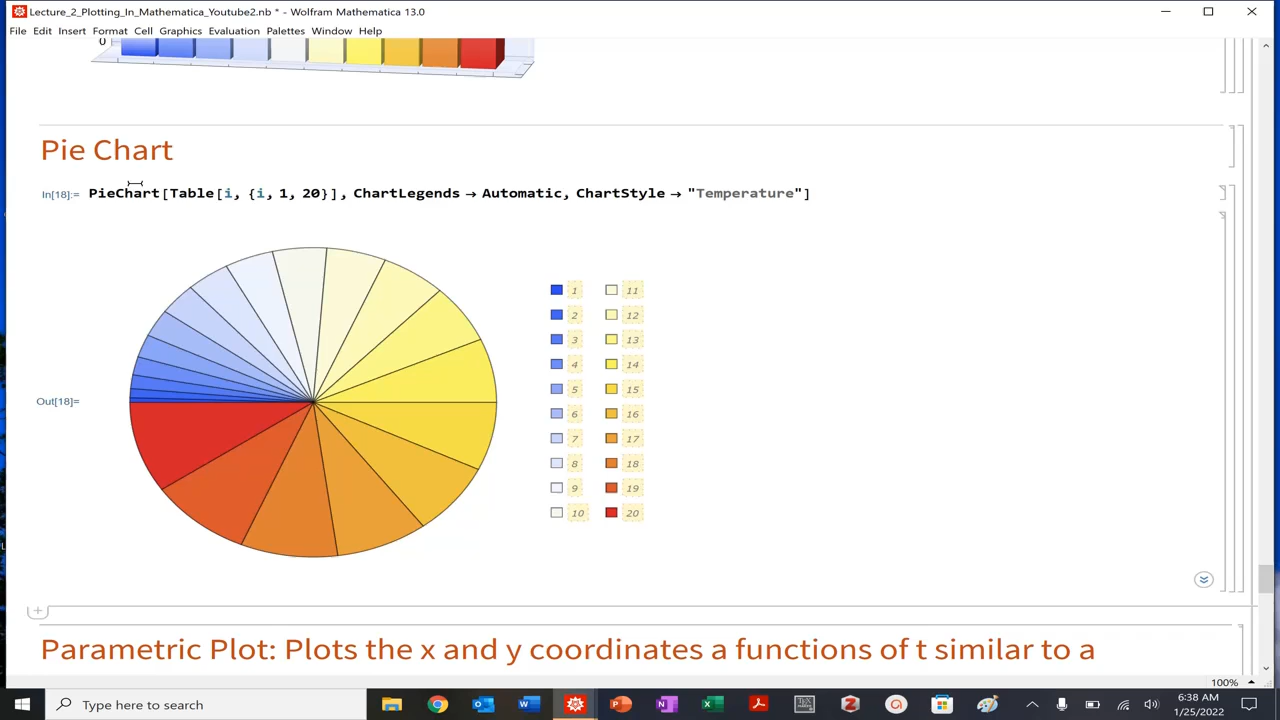 Lecture_2_Plotting_In_Mathematica_Youtube2.nb * - Wolfram Mathematica 13.0
File Edit Insert Format Cell Graphics Evaluation Palettes Window Help
0
Pie Chart
In[18]:= PieChart[Table[i, {i, 1, 20}], ChartLegends → Automatic, ChartStyle → "Temperature"]
1 11
2 12
3 13
4 14
5 15
6 16
7 17
8 18
9 19
10 20
Out[18]=
Parametric Plot: Plots the x and y coordinates a functions of t similar to a
100%
Type here to search
6:38 AM
1/25/2022